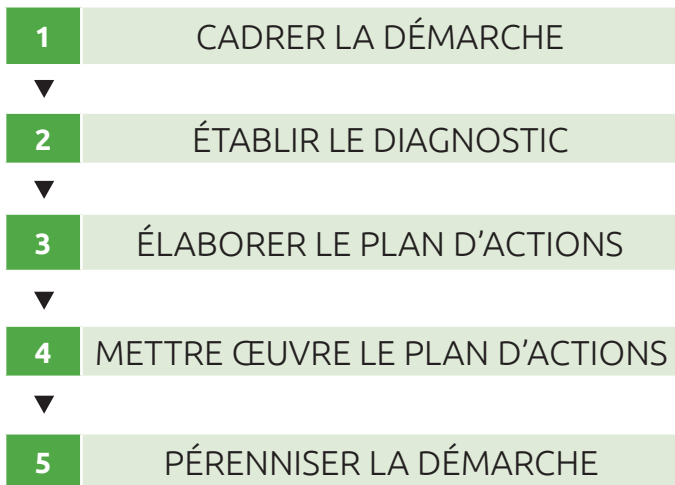 1 CADRER LA DÉMARCHE
2 ÉTABLIR LE DIAGNOSTIC
3 ÉLABORER LE PLAN D’ACTIONS
4 METTRE ŒUVRE LE PLAN D’ACTIONS
5 PÉRENNISER LA DÉMARCHE